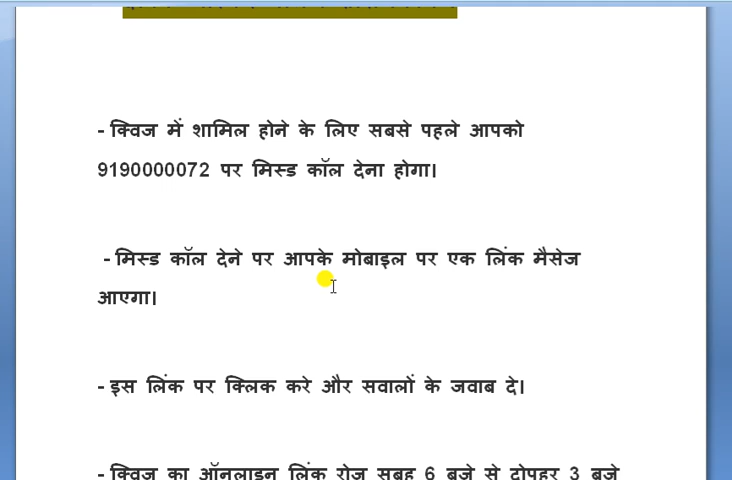 - क्विज में शामिल होने के लिए सबसे पहले आपको
9190000072 पर मिस्ड कॉल देना होगा।
- मिस्ड कॉल देने पर आपके मोबाइल पर एक लिंक मैसेज
आएगा।
- इस लिंक पर क्लिक करे और सवालों के जवाब दे।
- क्विज का ऑनलाइन लिंक रोज सुबह 6 बजे से दोपहर 3 बजे